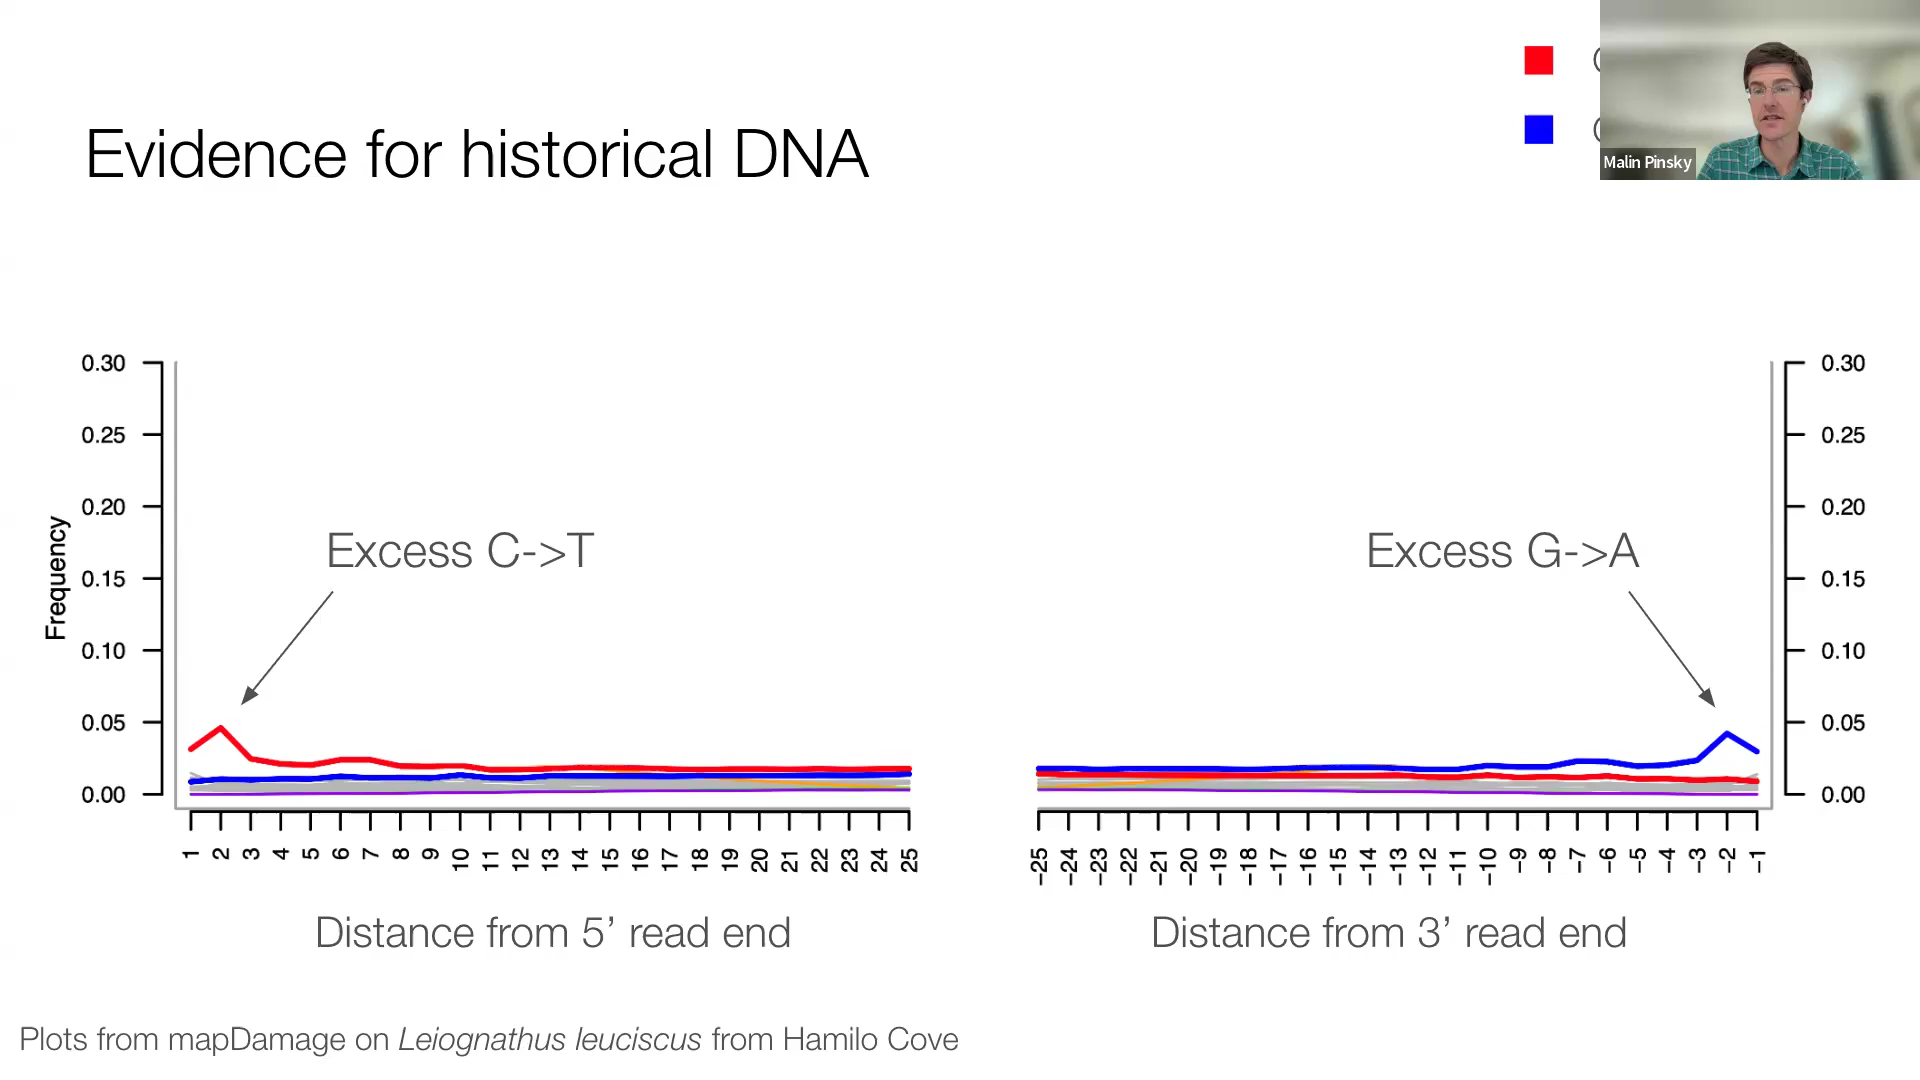 Malin Pinsky
Evidence for historical DNA
0.30
0.25
0.20
0.15
0.10
0.05
0.00
Frequency
Excess C->T
1 2 3 4 5 6 7 8 9 10 11 12 13 14 15 16 17 18 19 20 21 22 23 24 25
Distance from 5’ read end
Excess G->A
0.30
0.25
0.20
0.15
0.10
0.05
0.00
−25 −24 −23 −22 −21 −20 −19 −18 −17 −16 −15 −14 −13 −12 −11 −10 −9 −8 −7 −6 −5 −4 −3 −2 −1
Distance from 3’ read end
Plots from mapDamage on Leiognathus leuciscus from Hamilo Cove